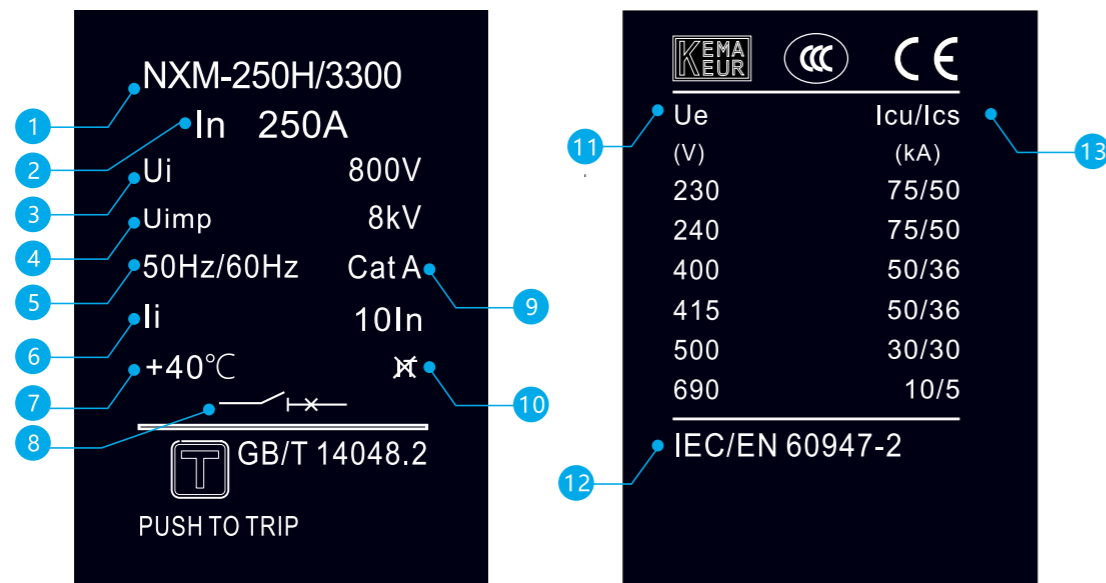 1 NXM-250H/3300
2 In 250A
3 Ui 800V
4 Uimp 8kV
5 50Hz/60Hz Cat A 9
6 Ii 10In
7 +40℃ 10
8
T GB/T 14048.2
PUSH TO TRIP
KEMA
KEUR
CCC
CE
11 Ue Icu/Ics 13
(V) (kA)
230 75/50
240 75/50
400 50/36
415 50/36
500 30/30
690 10/5
12 IEC/EN 60947-2